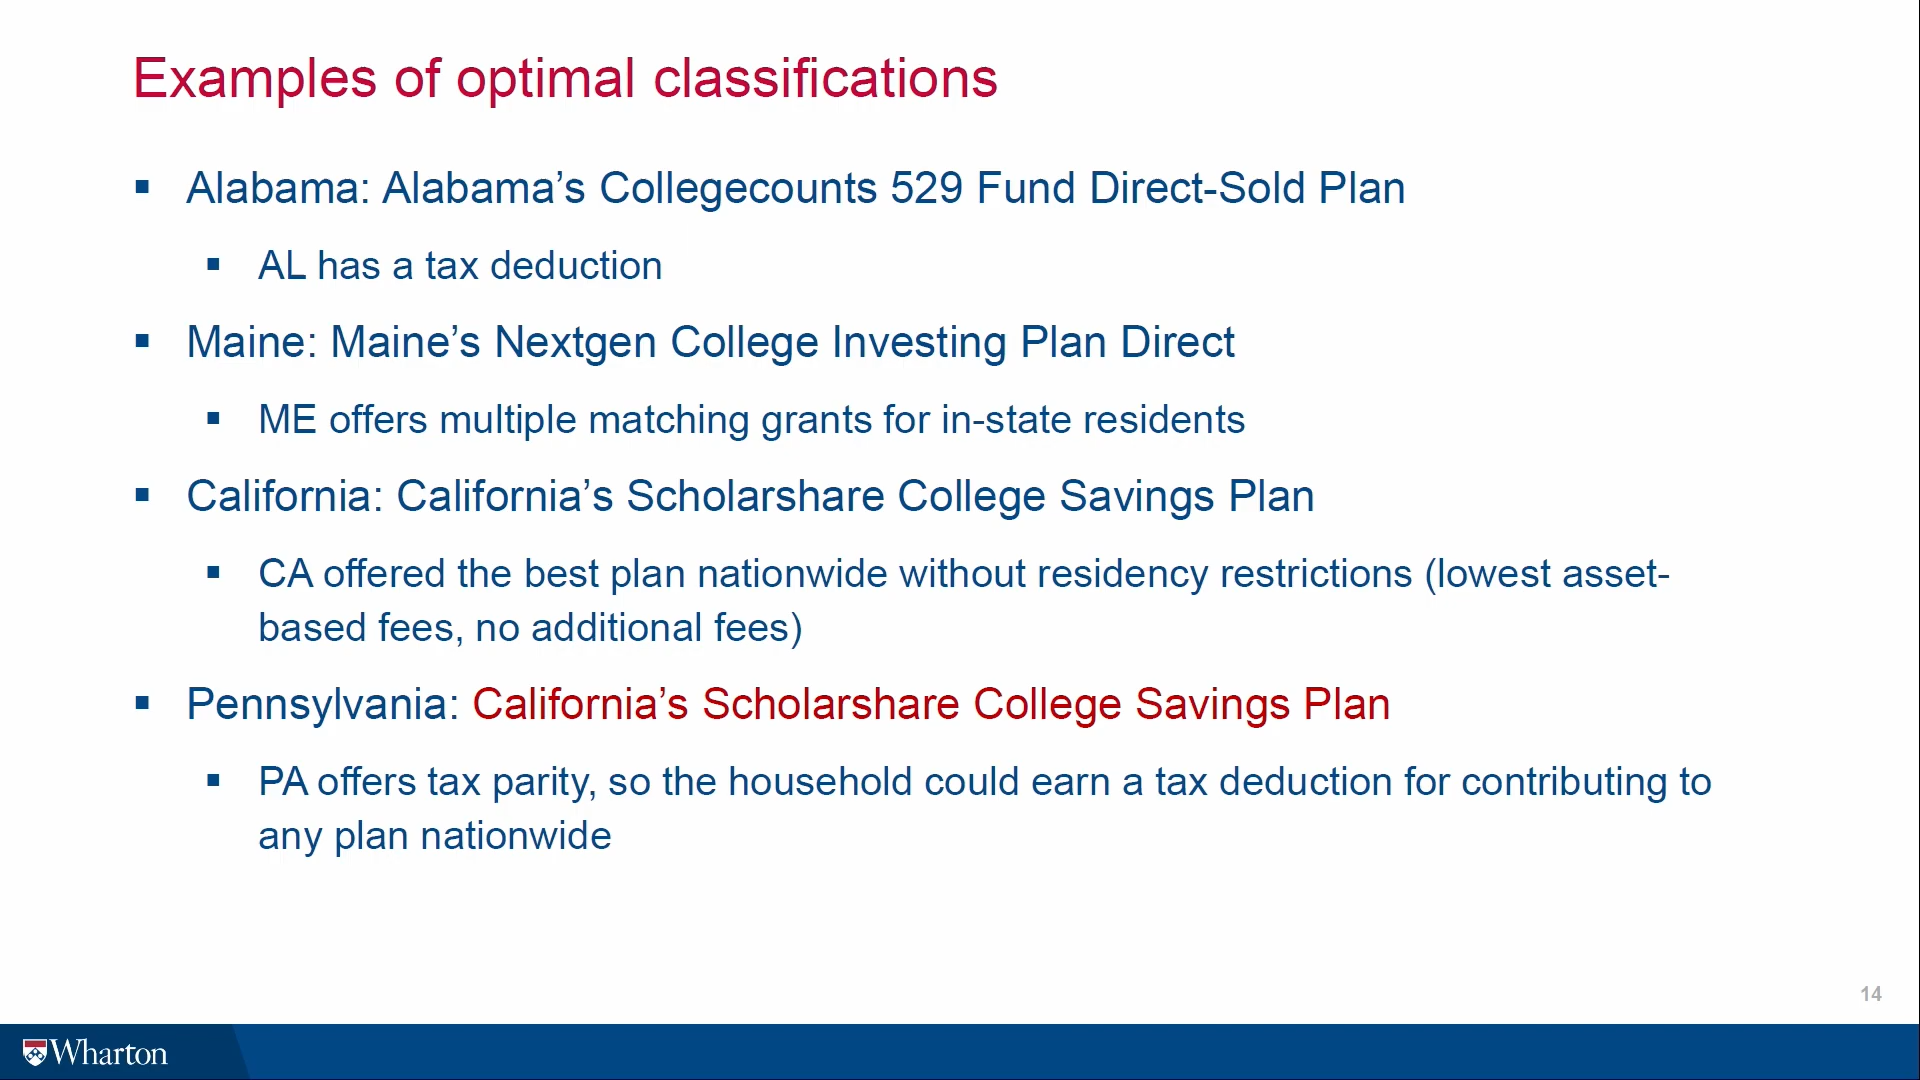 Examples of optimal classifications
▪ Alabama: Alabama’s Collegecounts 529 Fund Direct-Sold Plan
▪ AL has a tax deduction
▪ Maine: Maine’s Nextgen College Investing Plan Direct
▪ ME offers multiple matching grants for in-state residents
▪ California: California’s Scholarshare College Savings Plan
▪ CA offered the best plan nationwide without residency restrictions (lowest asset-
based fees, no additional fees)
▪ Pennsylvania: California’s Scholarshare College Savings Plan
▪ PA offers tax parity, so the household could earn a tax deduction for contributing to
any plan nationwide
14
Wharton